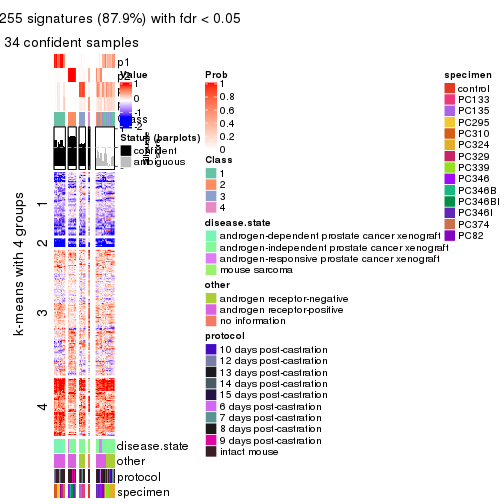 255 signatures (87.9%) with fdr < 0.05
34 confident samples
k-means with 4 groups
1
2
3
4
p1
p2
Value
1
0
-1
-2
Class
Status (barplots)
confident
ambiguous
disease.state
other
protocol
specimen
Prob
1
0.8
0.6
0.4
0.2
0
Class
1
2
3
4
disease.state
androgen-dependent prostate cancer xenograft
androgen-independent prostate cancer xenograft
androgen-responsive prostate cancer xenograft
mouse sarcoma
other
androgen receptor-negative
androgen receptor-positive
no information
protocol
10 days post-castration
12 days post-castration
13 days post-castration
14 days post-castration
15 days post-castration
6 days post-castration
7 days post-castration
8 days post-castration
9 days post-castration
intact mouse
specimen
control
PC133
PC135
PC295
PC310
PC324
PC329
PC339
PC346
PC346B
PC346BI
PC346I
PC374
PC82